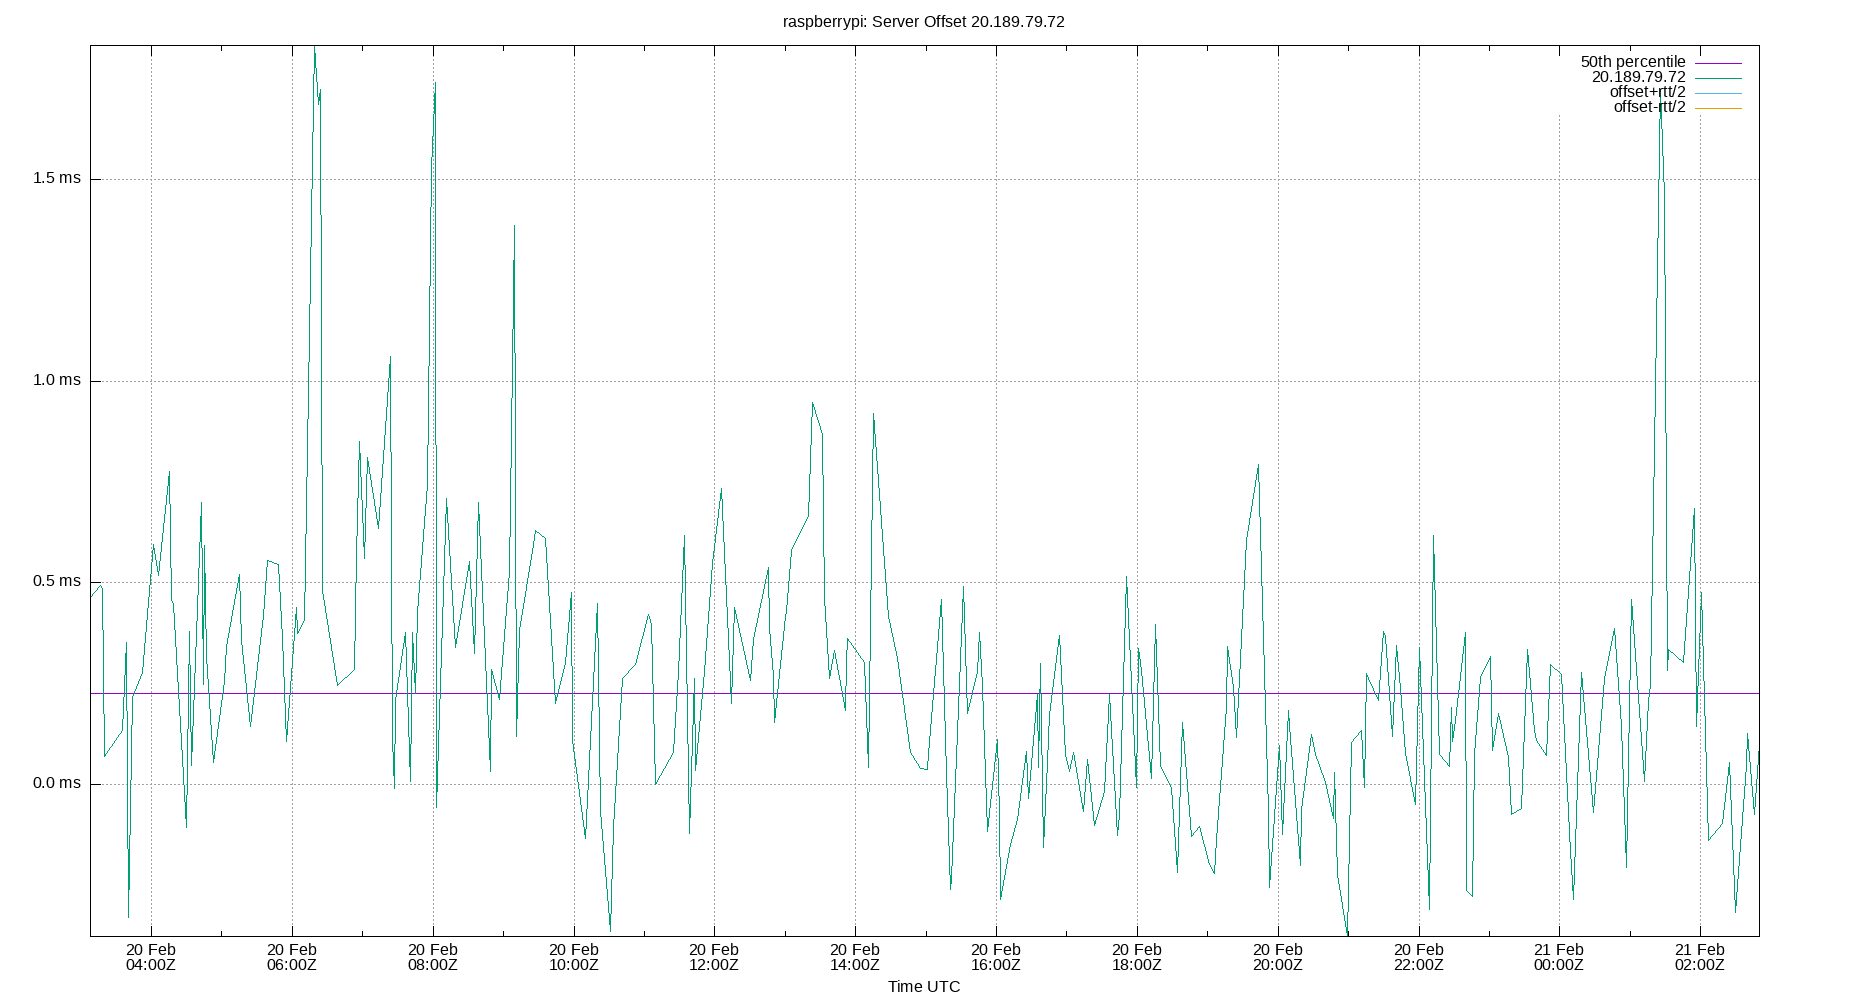 raspberrypi: Server Offset 20.189.79.72
50th percentile
20.189.79.72
offset+rtt/2
offset-rtt/2
1.5 ms
1.0 ms
0.5 ms
0.0 ms
20 Feb 20 Feb 20 Feb 20 Feb 20 Feb 20 Feb 20 Feb 20 Feb 20 Feb 20 Feb 21 Feb 21 Feb
04:00Z 06:00Z 08:00Z 10:00Z 12:00Z 14:00Z 16:00Z 18:00Z 20:00Z 22:00Z 00:00Z 02:00Z
Time UTC